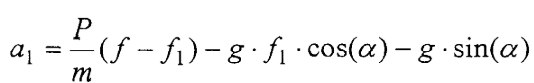 a₁ = P/m (f − f₁) − g · f₁ · cos(α) − g · sin(α)